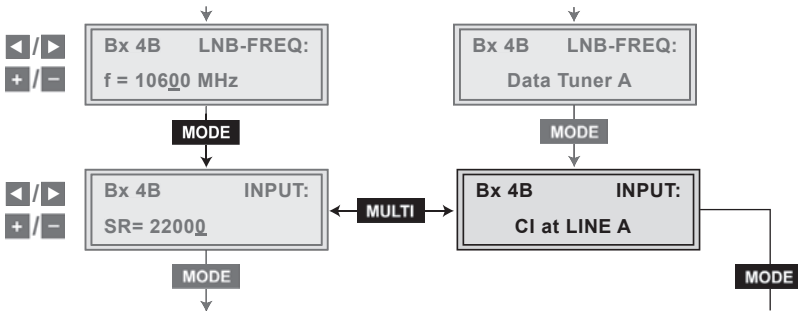 Bx 4B LNB-FREQ:
f = 10600 MHz
Bx 4B LNB-FREQ:
Data Tuner A
MODE
MODE
Bx 4B INPUT:
SR= 22000
MULTI
Bx 4B INPUT:
CI at LINE A
MODE
MODE